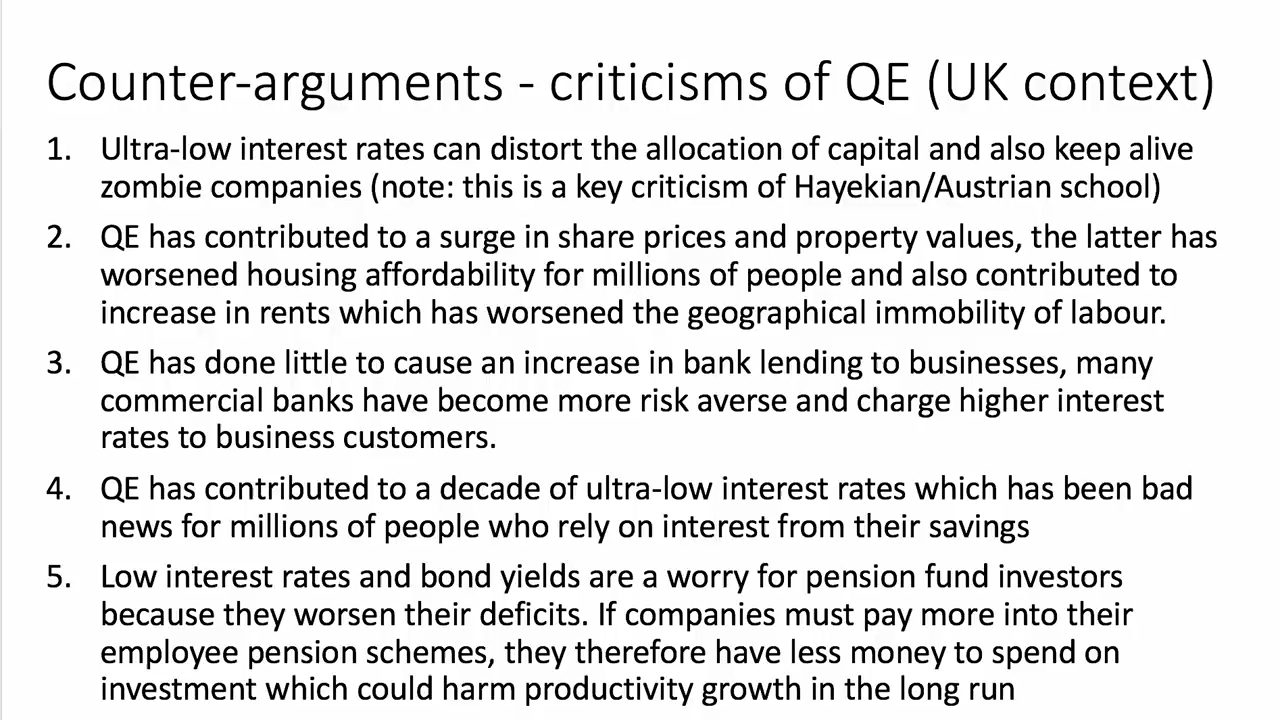 Counter-arguments - criticisms of QE (UK context)
1. Ultra-low interest rates can distort the allocation of capital and also keep alive
zombie companies (note: this is a key criticism of Hayekian/Austrian school)
2. QE has contributed to a surge in share prices and property values, the latter has
worsened housing affordability for millions of people and also contributed to
increase in rents which has worsened the geographical immobility of labour.
3. QE has done little to cause an increase in bank lending to businesses, many
commercial banks have become more risk averse and charge higher interest
rates to business customers.
4. QE has contributed to a decade of ultra-low interest rates which has been bad
news for millions of people who rely on interest from their savings
5. Low interest rates and bond yields are a worry for pension fund investors
because they worsen their deficits. If companies must pay more into their
employee pension schemes, they therefore have less money to spend on
investment which could harm productivity growth in the long run